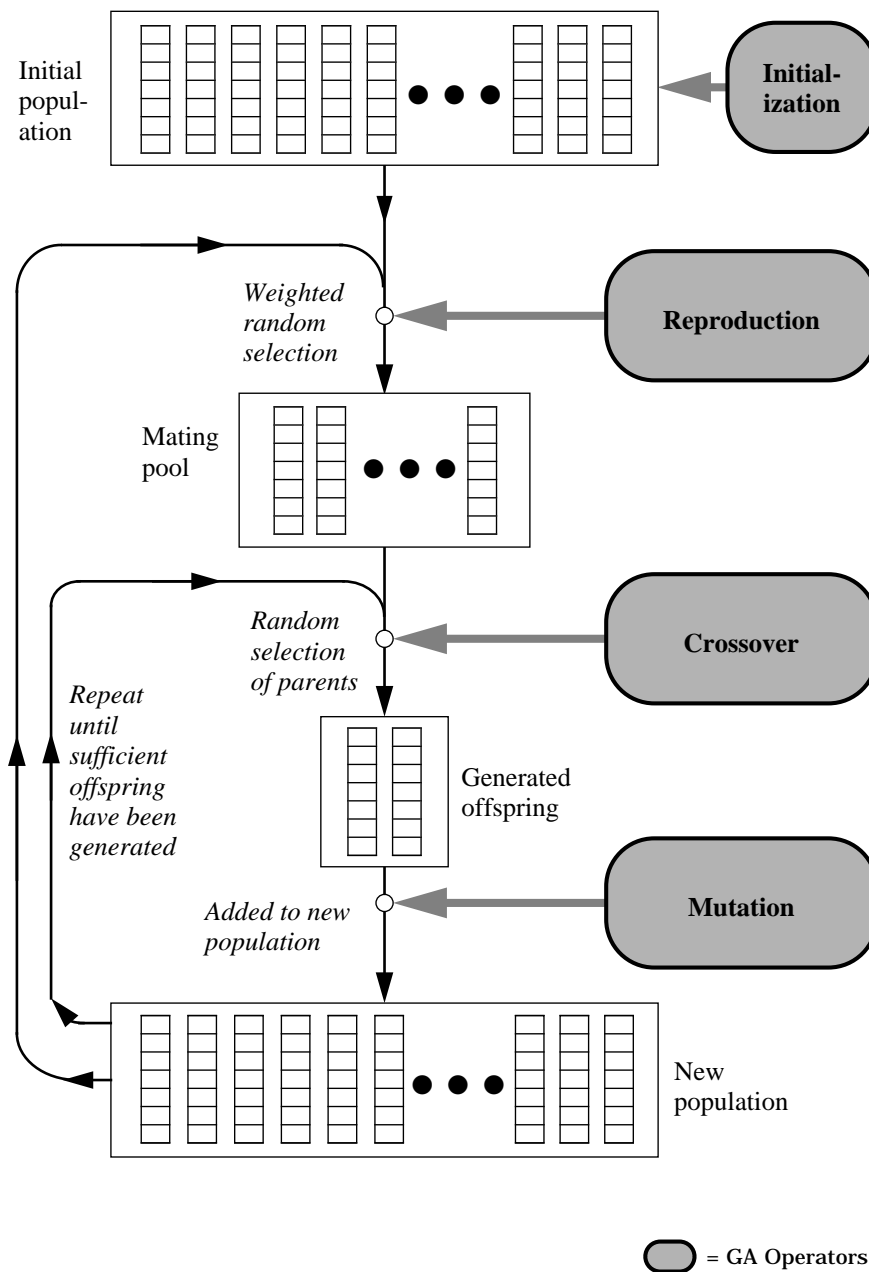 Initial
popul-
ation
Initial-
ization
Weighted
random
selection
Reproduction
Mating
pool
Random
selection
of parents
Crossover
Repeat
until
sufficient
offspring
have been
generated
Generated
offspring
Added to new
population
Mutation
New
population
= GA Operators